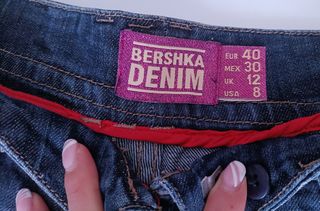 BERSHKA
DENIM
EUR 40
MEX 30
UK 12
USA 8